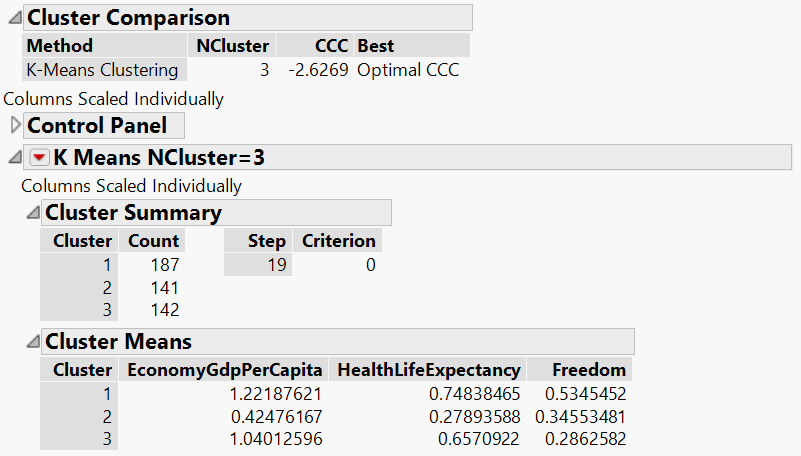 Cluster Comparison
Method NCluster CCC Best
K-Means Clustering 3 -2.6269 Optimal CCC
Columns Scaled Individually
Control Panel
K Means NCluster=3
Columns Scaled Individually
Cluster Summary
Cluster Count Step Criterion
1 187 19 0
2 141
3 142
Cluster Means
Cluster EconomyGdpPerCapita HealthLifeExpectancy Freedom
1 1.22187621 0.74838465 0.5345452
2 0.42476167 0.27893588 0.34553481
3 1.04012596 0.6570922 0.2862582